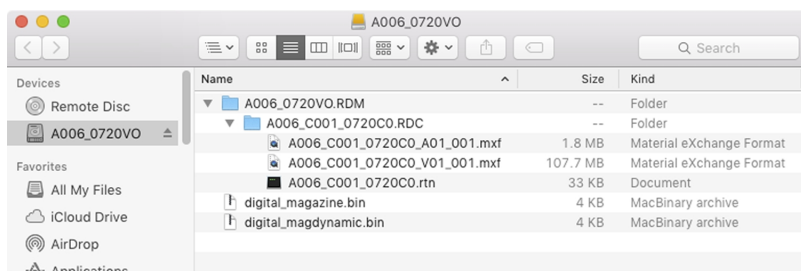 A006_0720VO
Search
Devices
Remote Disc
A006_0720VO
Favorites
All My Files
iCloud Drive
AirDrop
Applications
Name Size Kind
A006_0720VO.RDM -- Folder
A006_C001_0720C0.RDC -- Folder
A006_C001_0720C0_A01_001.mxf 1.8 MB Material eXchange Format
A006_C001_0720C0_V01_001.mxf 107.7 MB Material eXchange Format
A006_C001_0720C0.rtn 33 KB Document
digital_magazine.bin 4 KB MacBinary archive
digital_magdynamic.bin 4 KB MacBinary archive